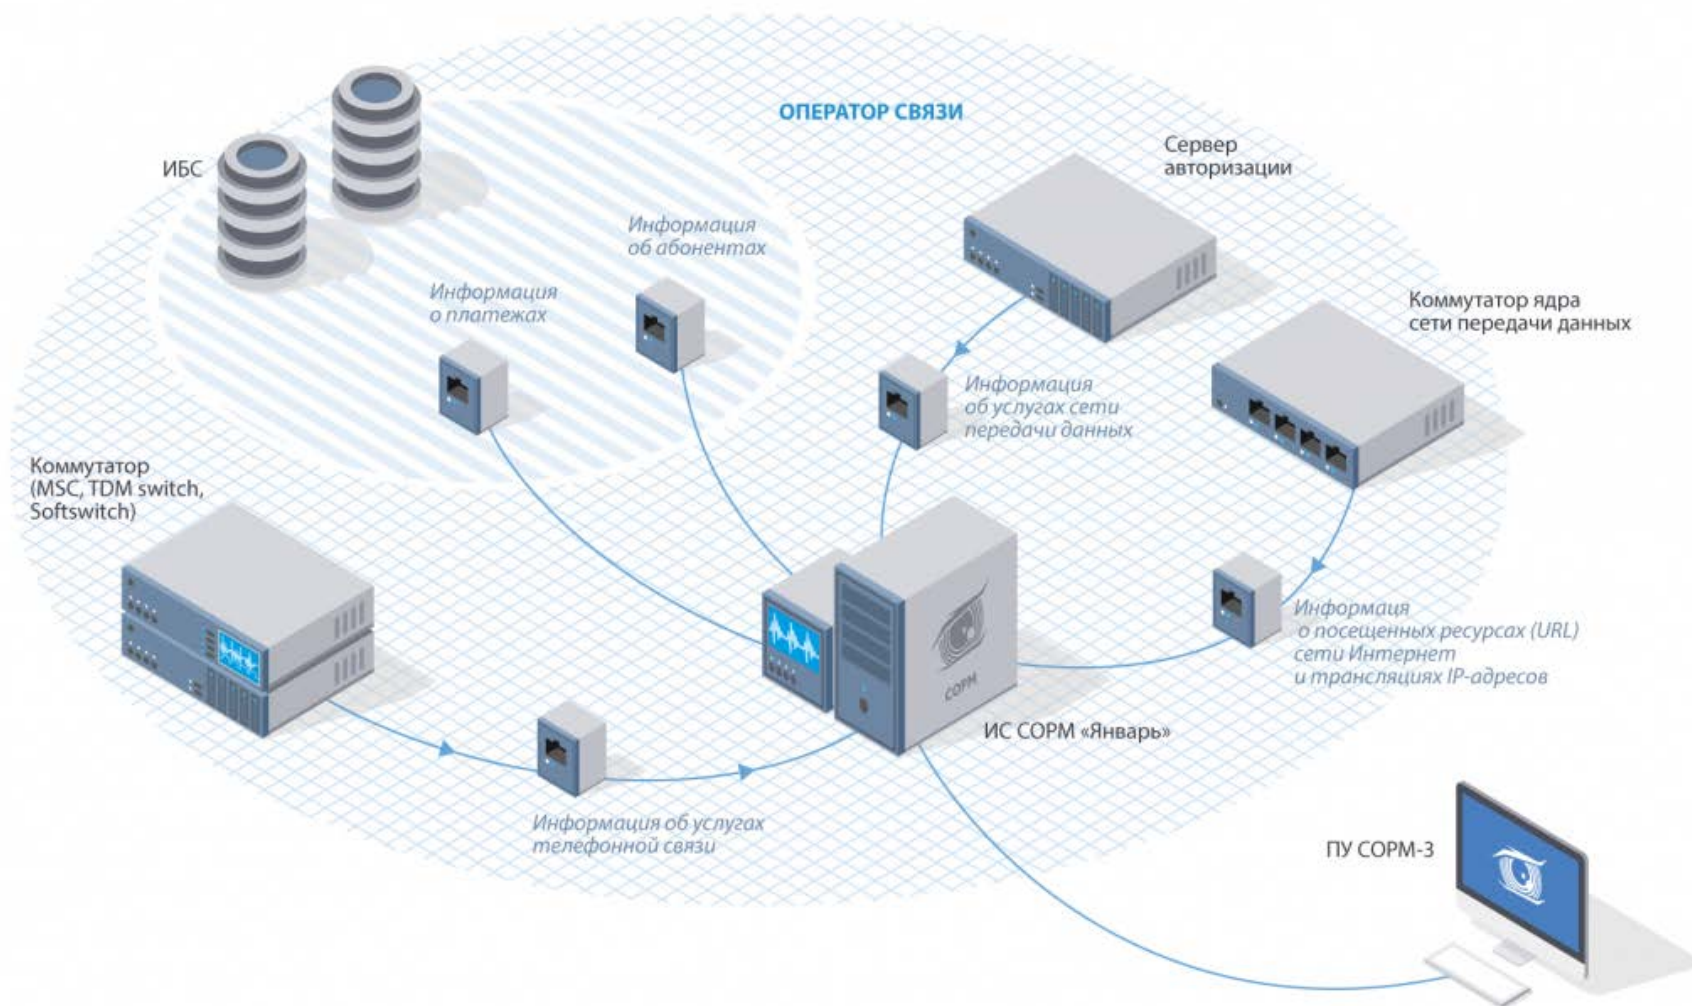 ОПЕРАТОР СВЯЗИ
ИБС
Сервер
авторизации
Информация
об абонентах
Информация
о платежах
Коммутатор ядра
сети передачи данных
Информация
об услугах сети
передачи данных
Коммутатор
(MSC, TDM switch,
Softswitch)
Информация
о посещенных ресурсах (URL)
сети Интернет
и трансляциях IP-адресов
СОРМ
ИС СОРМ «Январь»
Информация об услугах
телефонной связи
ПУ СОРМ-3